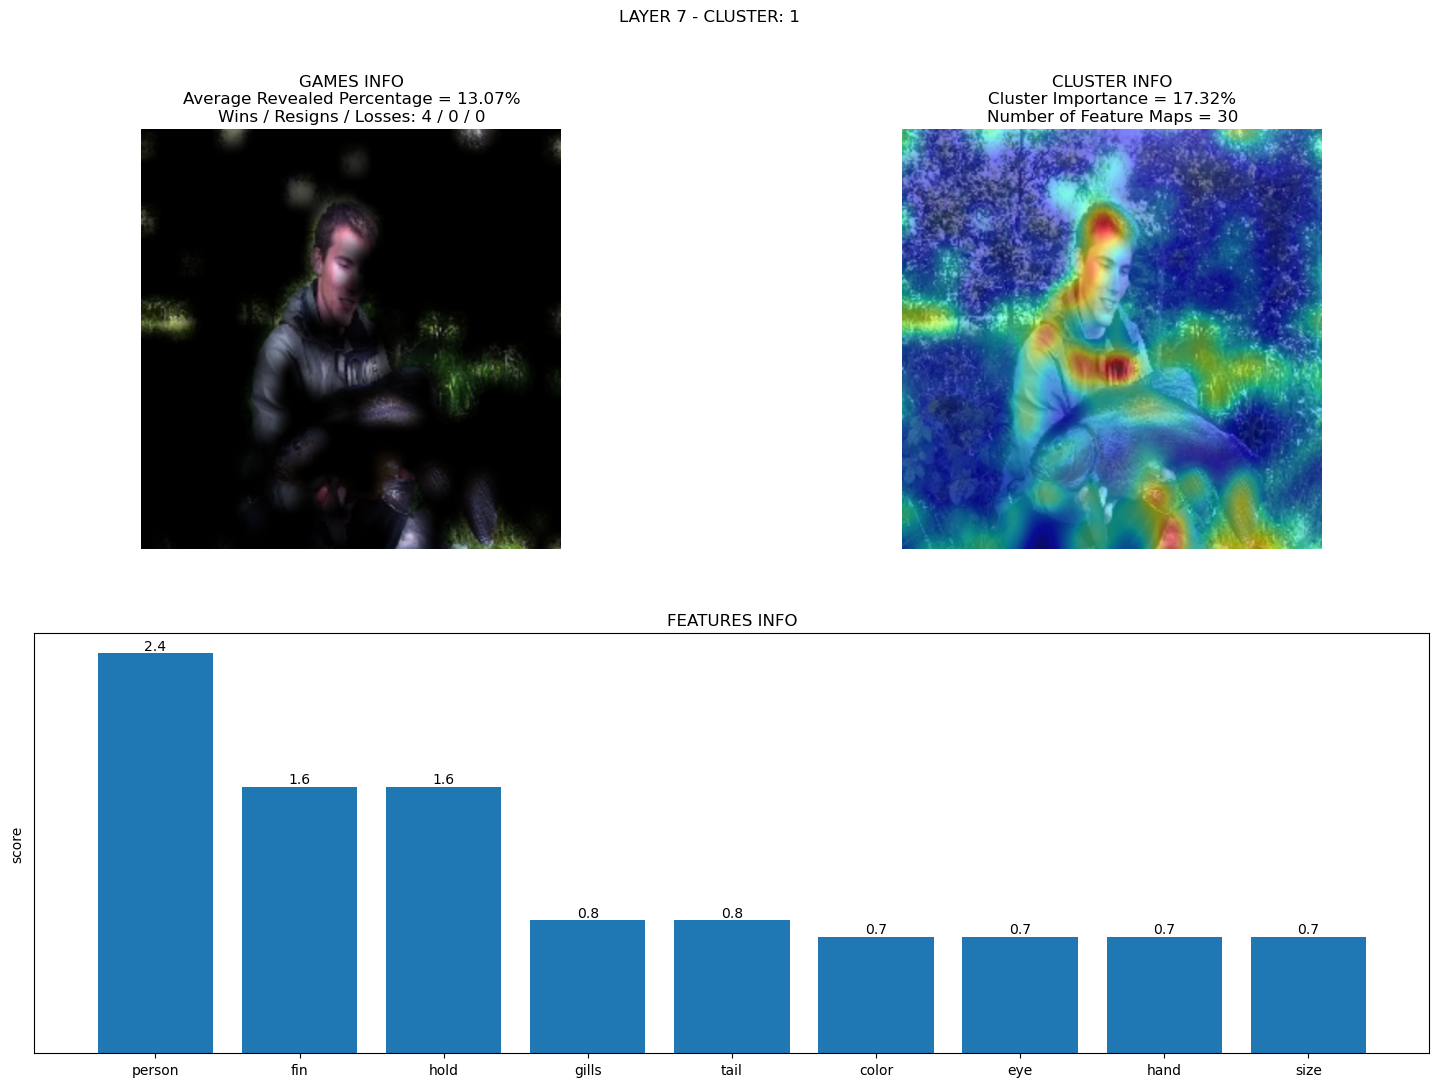 LAYER 7 - CLUSTER: 1
GAMES INFO
Average Revealed Percentage = 13.07%
Wins / Resigns / Losses: 4 / 0 / 0
CLUSTER INFO
Cluster Importance = 17.32%
Number of Feature Maps = 30
FEATURES INFO
score
2.4
1.6
1.6
0.8
0.8
0.7
0.7
0.7
0.7
person
fin
hold
gills
tail
color
eye
hand
size